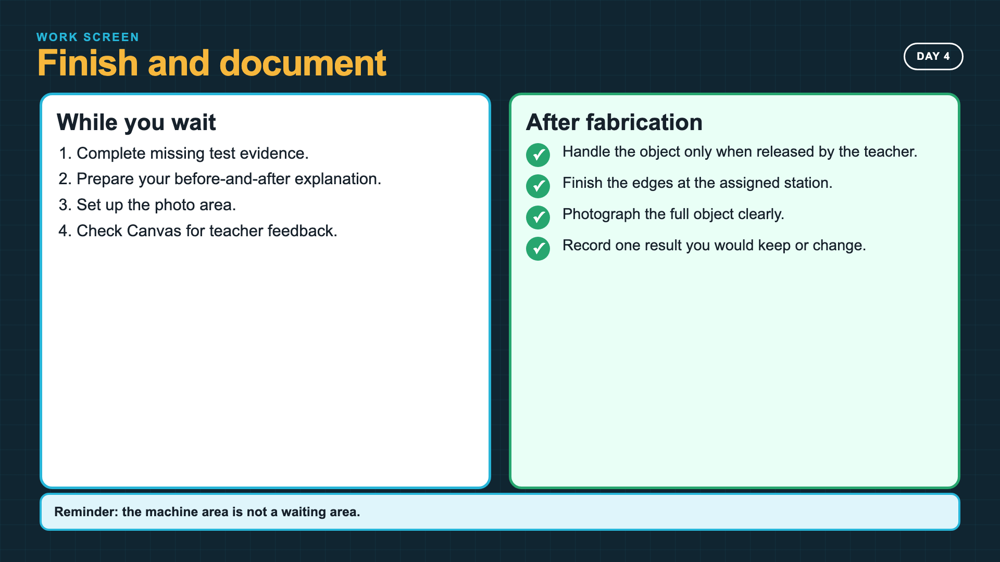 WORK SCREEN
Finish and document
DAY 4
While you wait
1. Complete missing test evidence.
2. Prepare your before-and-after explanation.
3. Set up the photo area.
4. Check Canvas for teacher feedback.
After fabrication
Handle the object only when released by the teacher.
Finish the edges at the assigned station.
Photograph the full object clearly.
Record one result you would keep or change.
Reminder: the machine area is not a waiting area.